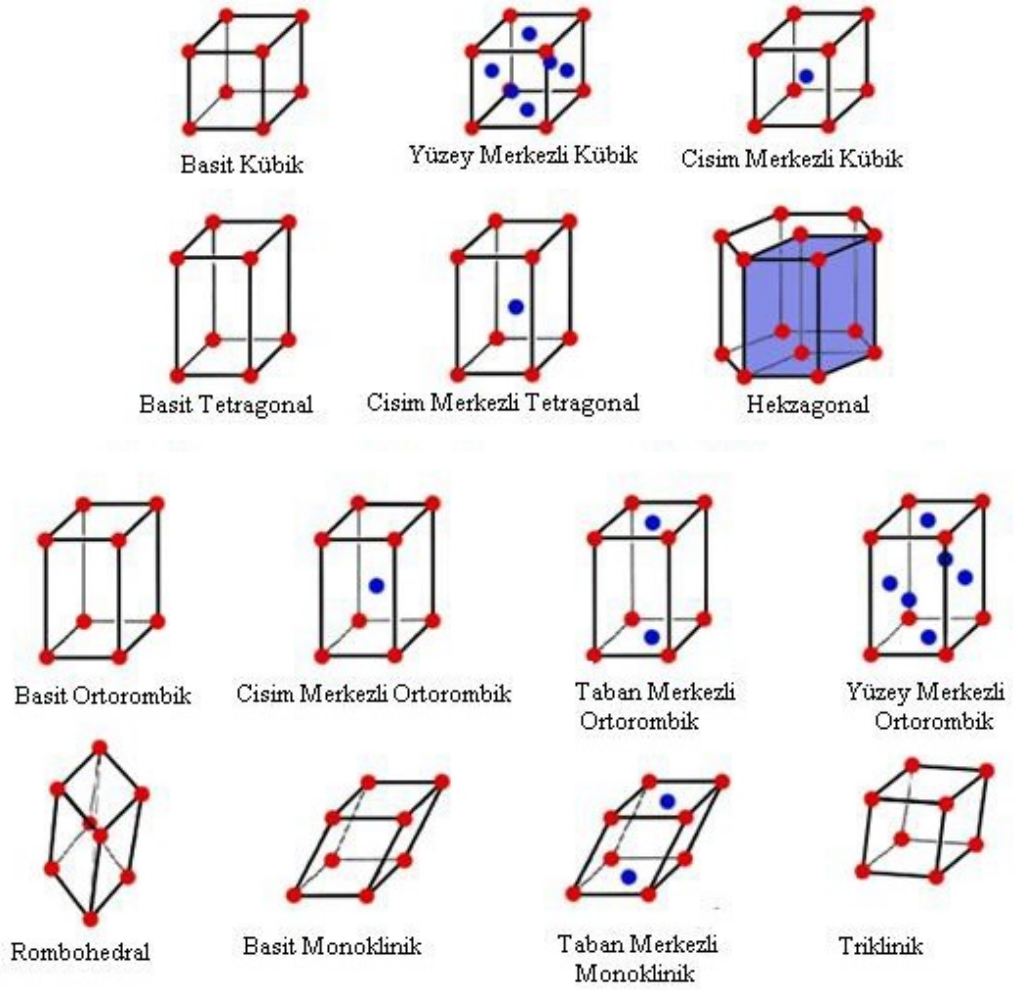 Basit Kübik
Yüzey Merkezli Kübik
Cisim Merkezli Kübik
Basit Tetragonal
Cisim Merkezli Tetragonal
Hekzagonal
Basit Ortorombik
Cisim Merkezli Ortorombik
Taban Merkezli
Ortorombik
Yüzey Merkezli
Ortorombik
Rombohedral
Basit Monoklinik
Taban Merkezli
Monoklinik
Triklinik